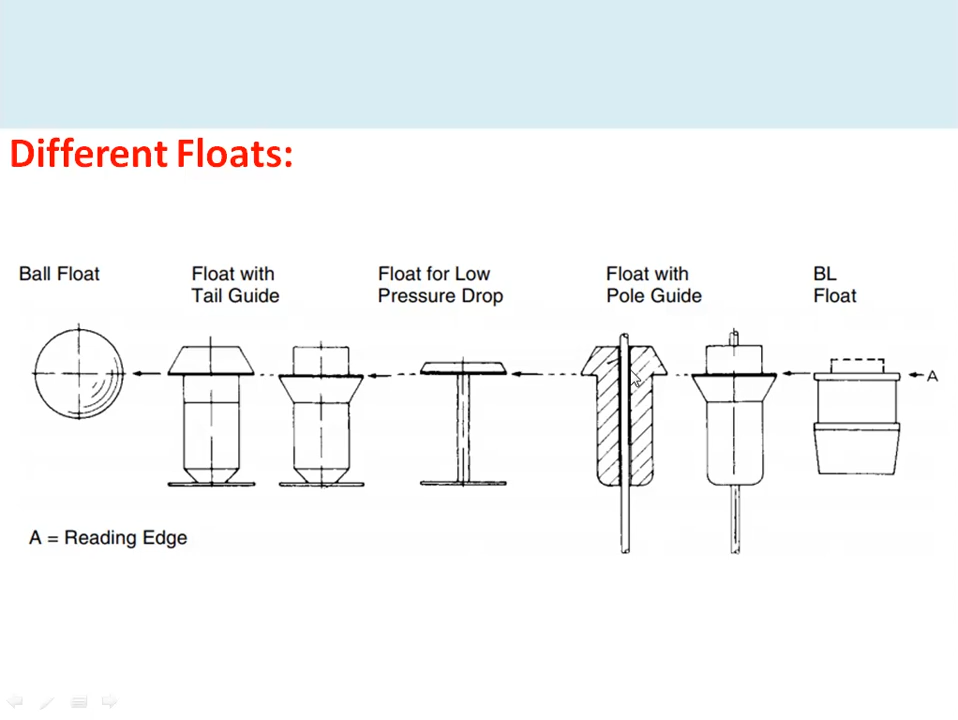 Different Floats:
Ball Float
Float with
Tail Guide
Float for Low
Pressure Drop
Float with
Pole Guide
BL
Float
A
A = Reading Edge